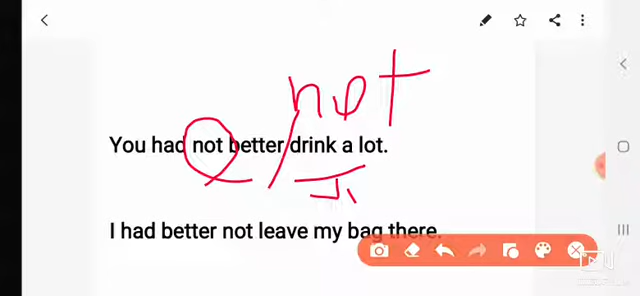 not
You had not better drink a lot.
I had better not leave my bag there.